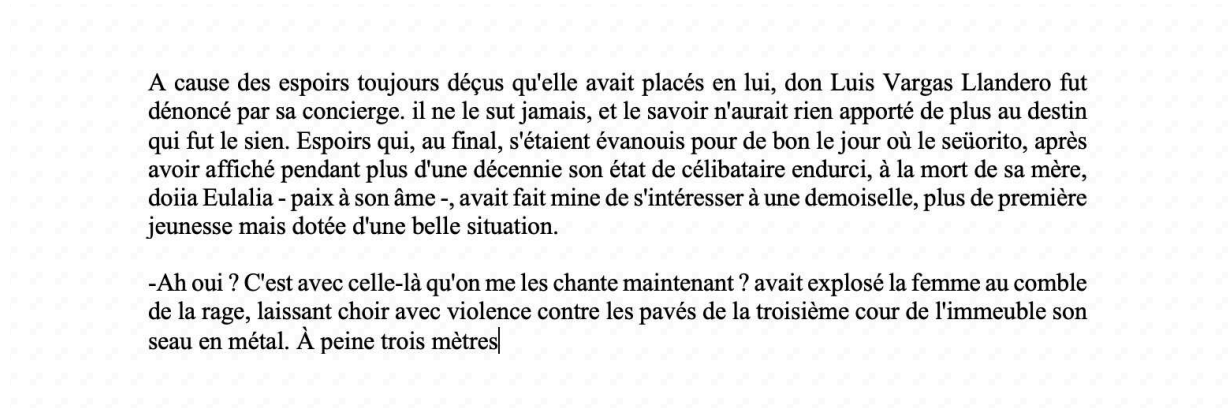 A cause des espoirs toujours déçus qu'elle avait placés en lui, don Luis Vargas Llandero fut
dénoncé par sa concierge. il ne le sut jamais, et le savoir n'aurait rien apporté de plus au destin
qui fut le sien. Espoirs qui, au final, s'étaient évanouis pour de bon le jour où le seüorito, après
avoir affiché pendant plus d'une décennie son état de célibataire endurci, à la mort de sa mère,
doiia Eulalia - paix à son âme -, avait fait mine de s'intéresser à une demoiselle, plus de première
jeunesse mais dotée d'une belle situation.
-Ah oui ? C'est avec celle-là qu'on me les chante maintenant ? avait explosé la femme au comble
de la rage, laissant choir avec violence contre les pavés de la troisième cour de l'immeuble son
seau en métal. À peine trois mètres